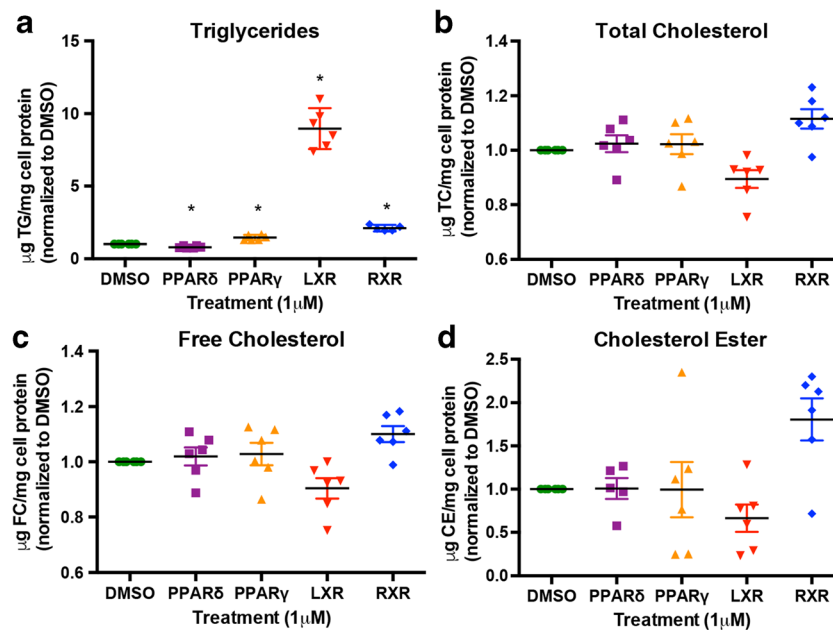 a
Triglycerides
μg TG/mg cell protein
(normalized to DMSO)
15
10
5
0
*
*
*
*
DMSO PPARδ PPARγ LXR RXR
Treatment (1μM)
b
Total Cholesterol
μg TC/mg cell protein
(normalized to DMSO)
1.4
1.2
1.0
0.8
0.6
DMSO PPARδ PPARγ LXR RXR
Treatment (1μM)
c
Free Cholesterol
μg FC/mg cell protein
(normalized to DMSO)
1.4
1.2
1.0
0.8
0.6
DMSO PPARδ PPARγ LXR RXR
Treatment (1μM)
d
Cholesterol Ester
μg CE/mg cell protein
(normalized to DMSO)
2.5
2.0
1.5
1.0
0.5
0.0
DMSO PPARδ PPARγ LXR RXR
Treatment (1μM)